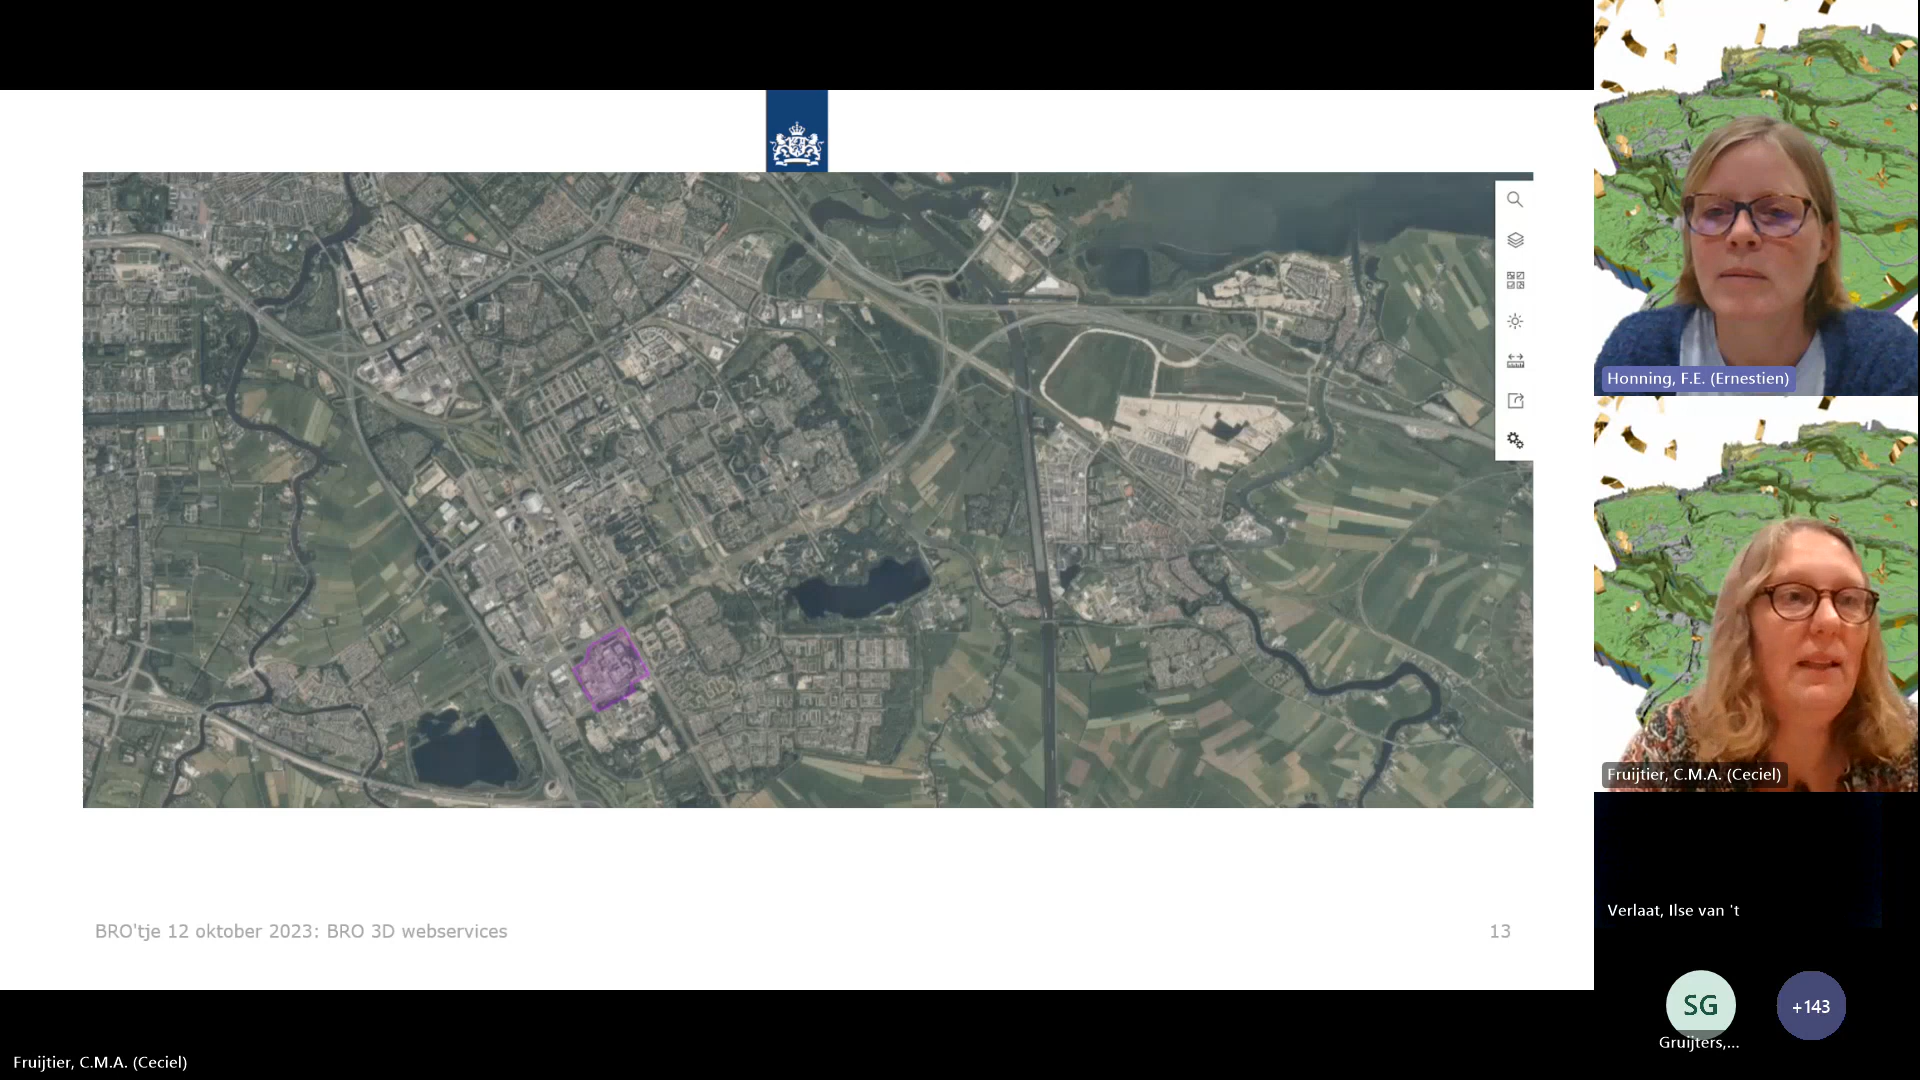 Honning, F.E. (Ernestien)
Fruijtier, C.M.A. (Ceciel)
Verlaat, Ilse van 't
SG
+143
Gruijters,...
BRO'tje 12 oktober 2023: BRO 3D webservices
13
Fruijtier, C.M.A. (Ceciel)